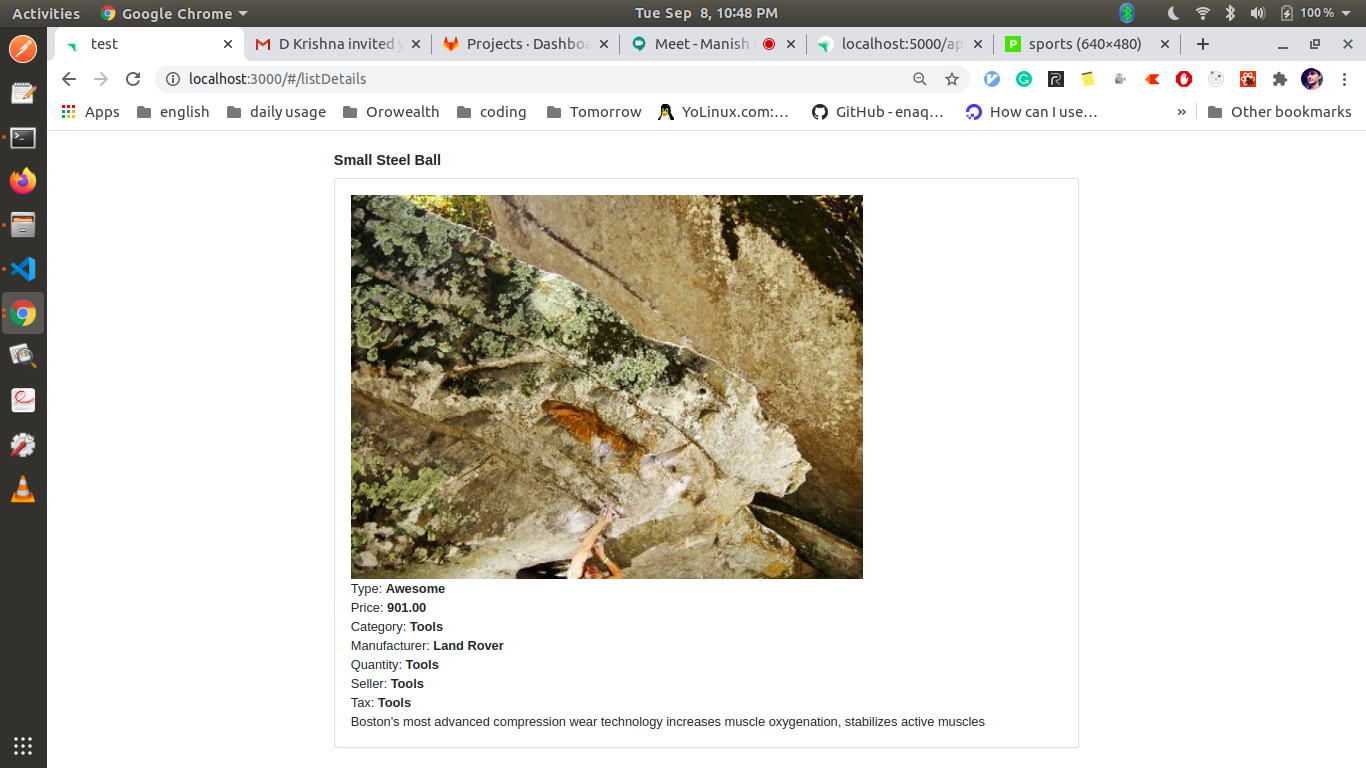 Activities Google Chrome Tue Sep 8, 10:48 PM 100 %
test D Krishna invited Projects · Dashboa Meet - Manish localhost:5000/ap sports (640×480)
localhost:3000/#/listDetails
Apps english daily usage Orowealth coding Tomorrow YoLinux.com:... GitHub - enaq... How can I use... » Other bookmarks
Small Steel Ball
Type: Awesome
Price: 901.00
Category: Tools
Manufacturer: Land Rover
Quantity: Tools
Seller: Tools
Tax: Tools
Boston's most advanced compression wear technology increases muscle oxygenation, stabilizes active muscles